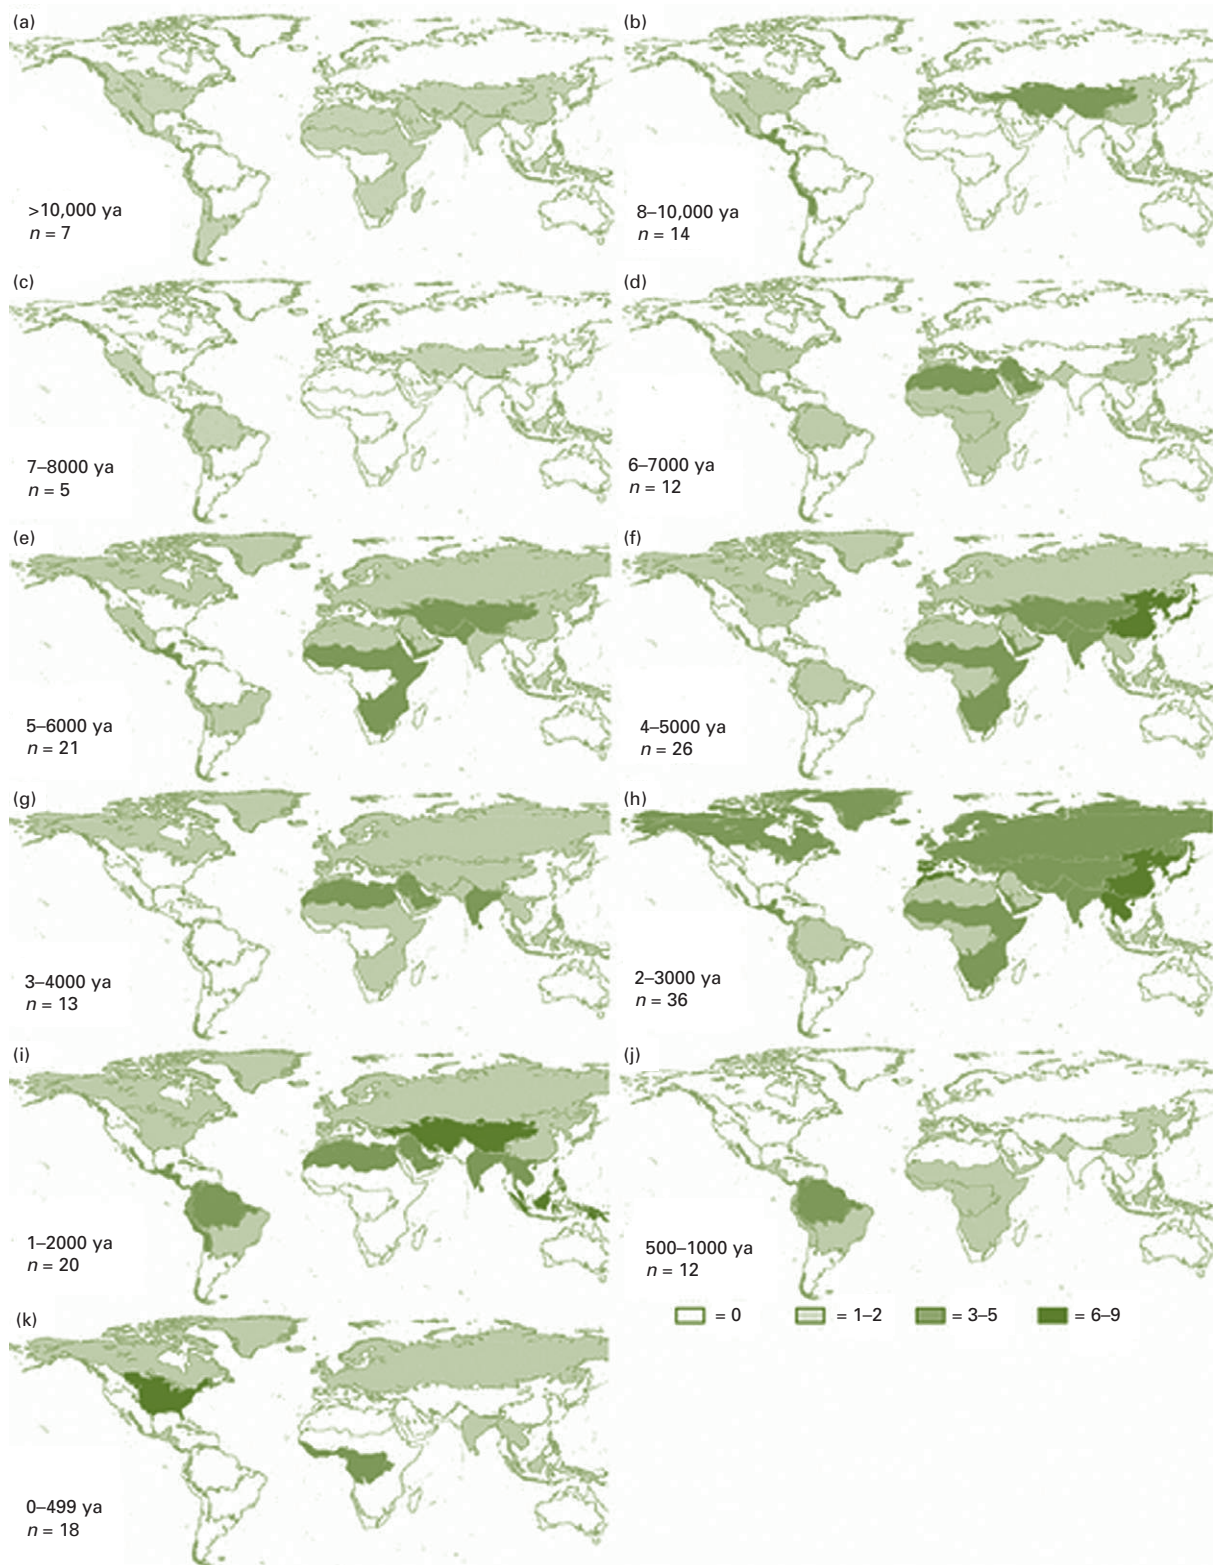 (a)
>10,000 ya
n = 7
(b)
8–10,000 ya
n = 14
(c)
7–8000 ya
n = 5
(d)
6–7000 ya
n = 12
(e)
5–6000 ya
n = 21
(f)
4–5000 ya
n = 26
(g)
3–4000 ya
n = 13
(h)
2–3000 ya
n = 36
(i)
1–2000 ya
n = 20
(j)
500–1000 ya
n = 12
= 0 = 1–2 = 3–5 = 6–9
(k)
0–499 ya
n = 18